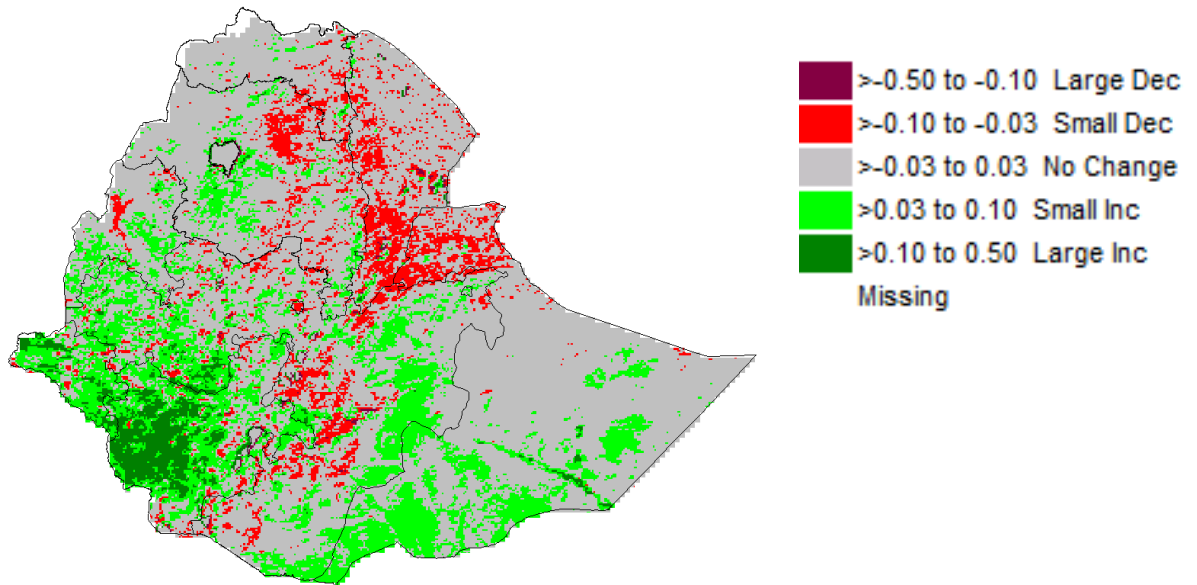 >-0.50 to -0.10 Large Dec
>-0.10 to -0.03 Small Dec
>-0.03 to 0.03 No Change
>0.03 to 0.10 Small Inc
>0.10 to 0.50 Large Inc
Missing